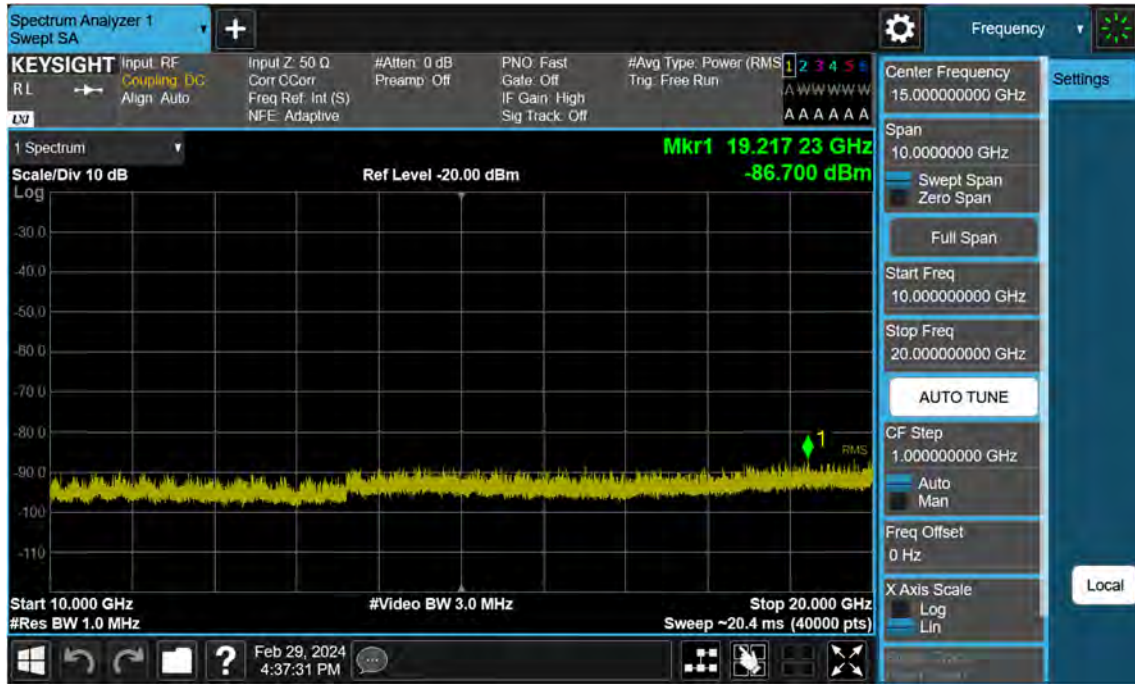 Spectrum Analyzer 1
Swept SA
Frequency
KEYSIGHT
RL
LXI
Input: RF
Coupling: DC
Align: Auto
Input Z: 50 Ω
Corr CCorr
Freq Ref: Int (S)
NFE: Adaptive
#Atten: 0 dB
Preamp: Off
PNO: Fast
Gate: Off
IF Gain: High
Sig Track: Off
#Avg Type: Power (RMS
Trig: Free Run
1 2 3 4 5 6
A W W W W W
A A A A A A
1 Spectrum
Mkr1 19.217 23 GHz
Scale/Div 10 dB
Ref Level -20.00 dBm
-86.700 dBm
Log
-30.0
-40.0
-50.0
-60.0
-70.0
-80.0
-90.0
-100
-110
1
RMS
Start 10.000 GHz
#Video BW 3.0 MHz
Stop 20.000 GHz
#Res BW 1.0 MHz
Sweep ~20.4 ms (40000 pts)
?
Feb 29, 2024
4:37:31 PM
Center Frequency
15.000000000 GHz
Settings
Span
10.0000000 GHz
Swept Span
Zero Span
Full Span
Start Freq
10.000000000 GHz
Stop Freq
20.000000000 GHz
AUTO TUNE
CF Step
1.000000000 GHz
Auto
Man
Freq Offset
0 Hz
X Axis Scale
Log
Lin
Local